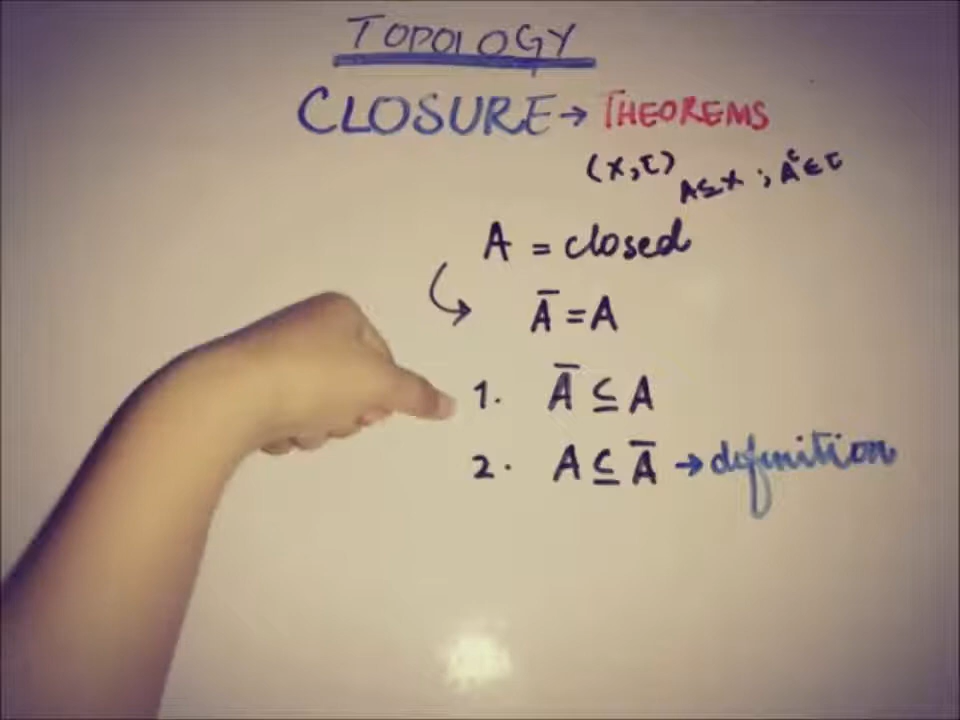 TOPOLOGY
CLOSURE → THEOREMS
(X,τ) A⊆X ; Aᶜ∈τ
A = closed
Ā = A
1. Ā ⊆ A
2. A ⊆ Ā → definition